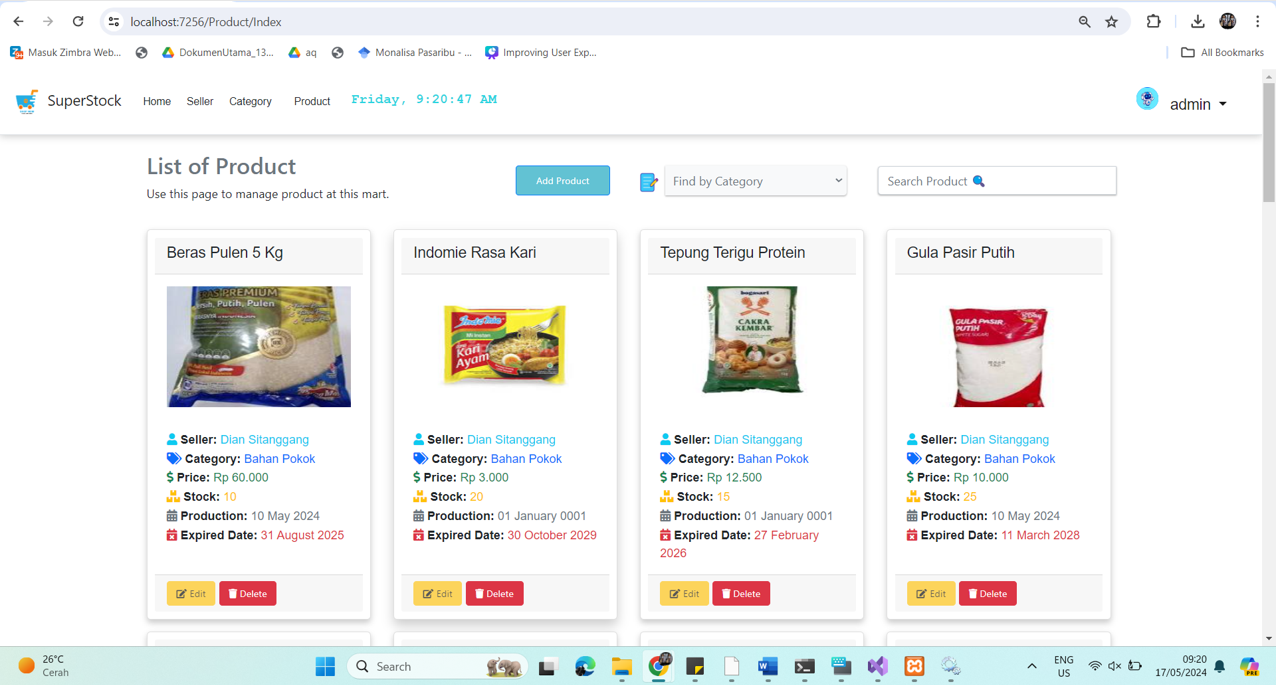 localhost:7256/Product/Index
Masuk Zimbra Web... DokumenUtama_13... aq Monalisa Pasaribu - ... Improving User Exp... All Bookmarks
SuperStock Home Seller Category Product Friday, 9:20:47 AM admin
List of Product
Use this page to manage product at this mart.
Add Product
Find by Category
Search Product
Beras Pulen 5 Kg
PREMIUM
Putih, Pulen
Seller: Dian Sitanggang
Category: Bahan Pokok
Price: Rp 60.000
Stock: 10
Production: 10 May 2024
Expired Date: 31 August 2025
Edit Delete
Indomie Rasa Kari
Indomie
Kari
Ayam
Seller: Dian Sitanggang
Category: Bahan Pokok
Price: Rp 3.000
Stock: 20
Production: 01 January 0001
Expired Date: 30 October 2029
Edit Delete
Tepung Terigu Protein
bogasari
CAKRA
KEMBAR
Seller: Dian Sitanggang
Category: Bahan Pokok
Price: Rp 12.500
Stock: 15
Production: 01 January 0001
Expired Date: 27 February
2026
Edit Delete
Gula Pasir Putih
GULA PASIR
PUTIH
Seller: Dian Sitanggang
Category: Bahan Pokok
Price: Rp 10.000
Stock: 25
Production: 10 May 2024
Expired Date: 11 March 2028
Edit Delete
26°C
Cerah
Search
ENG
US
09:20
17/05/2024
PRE